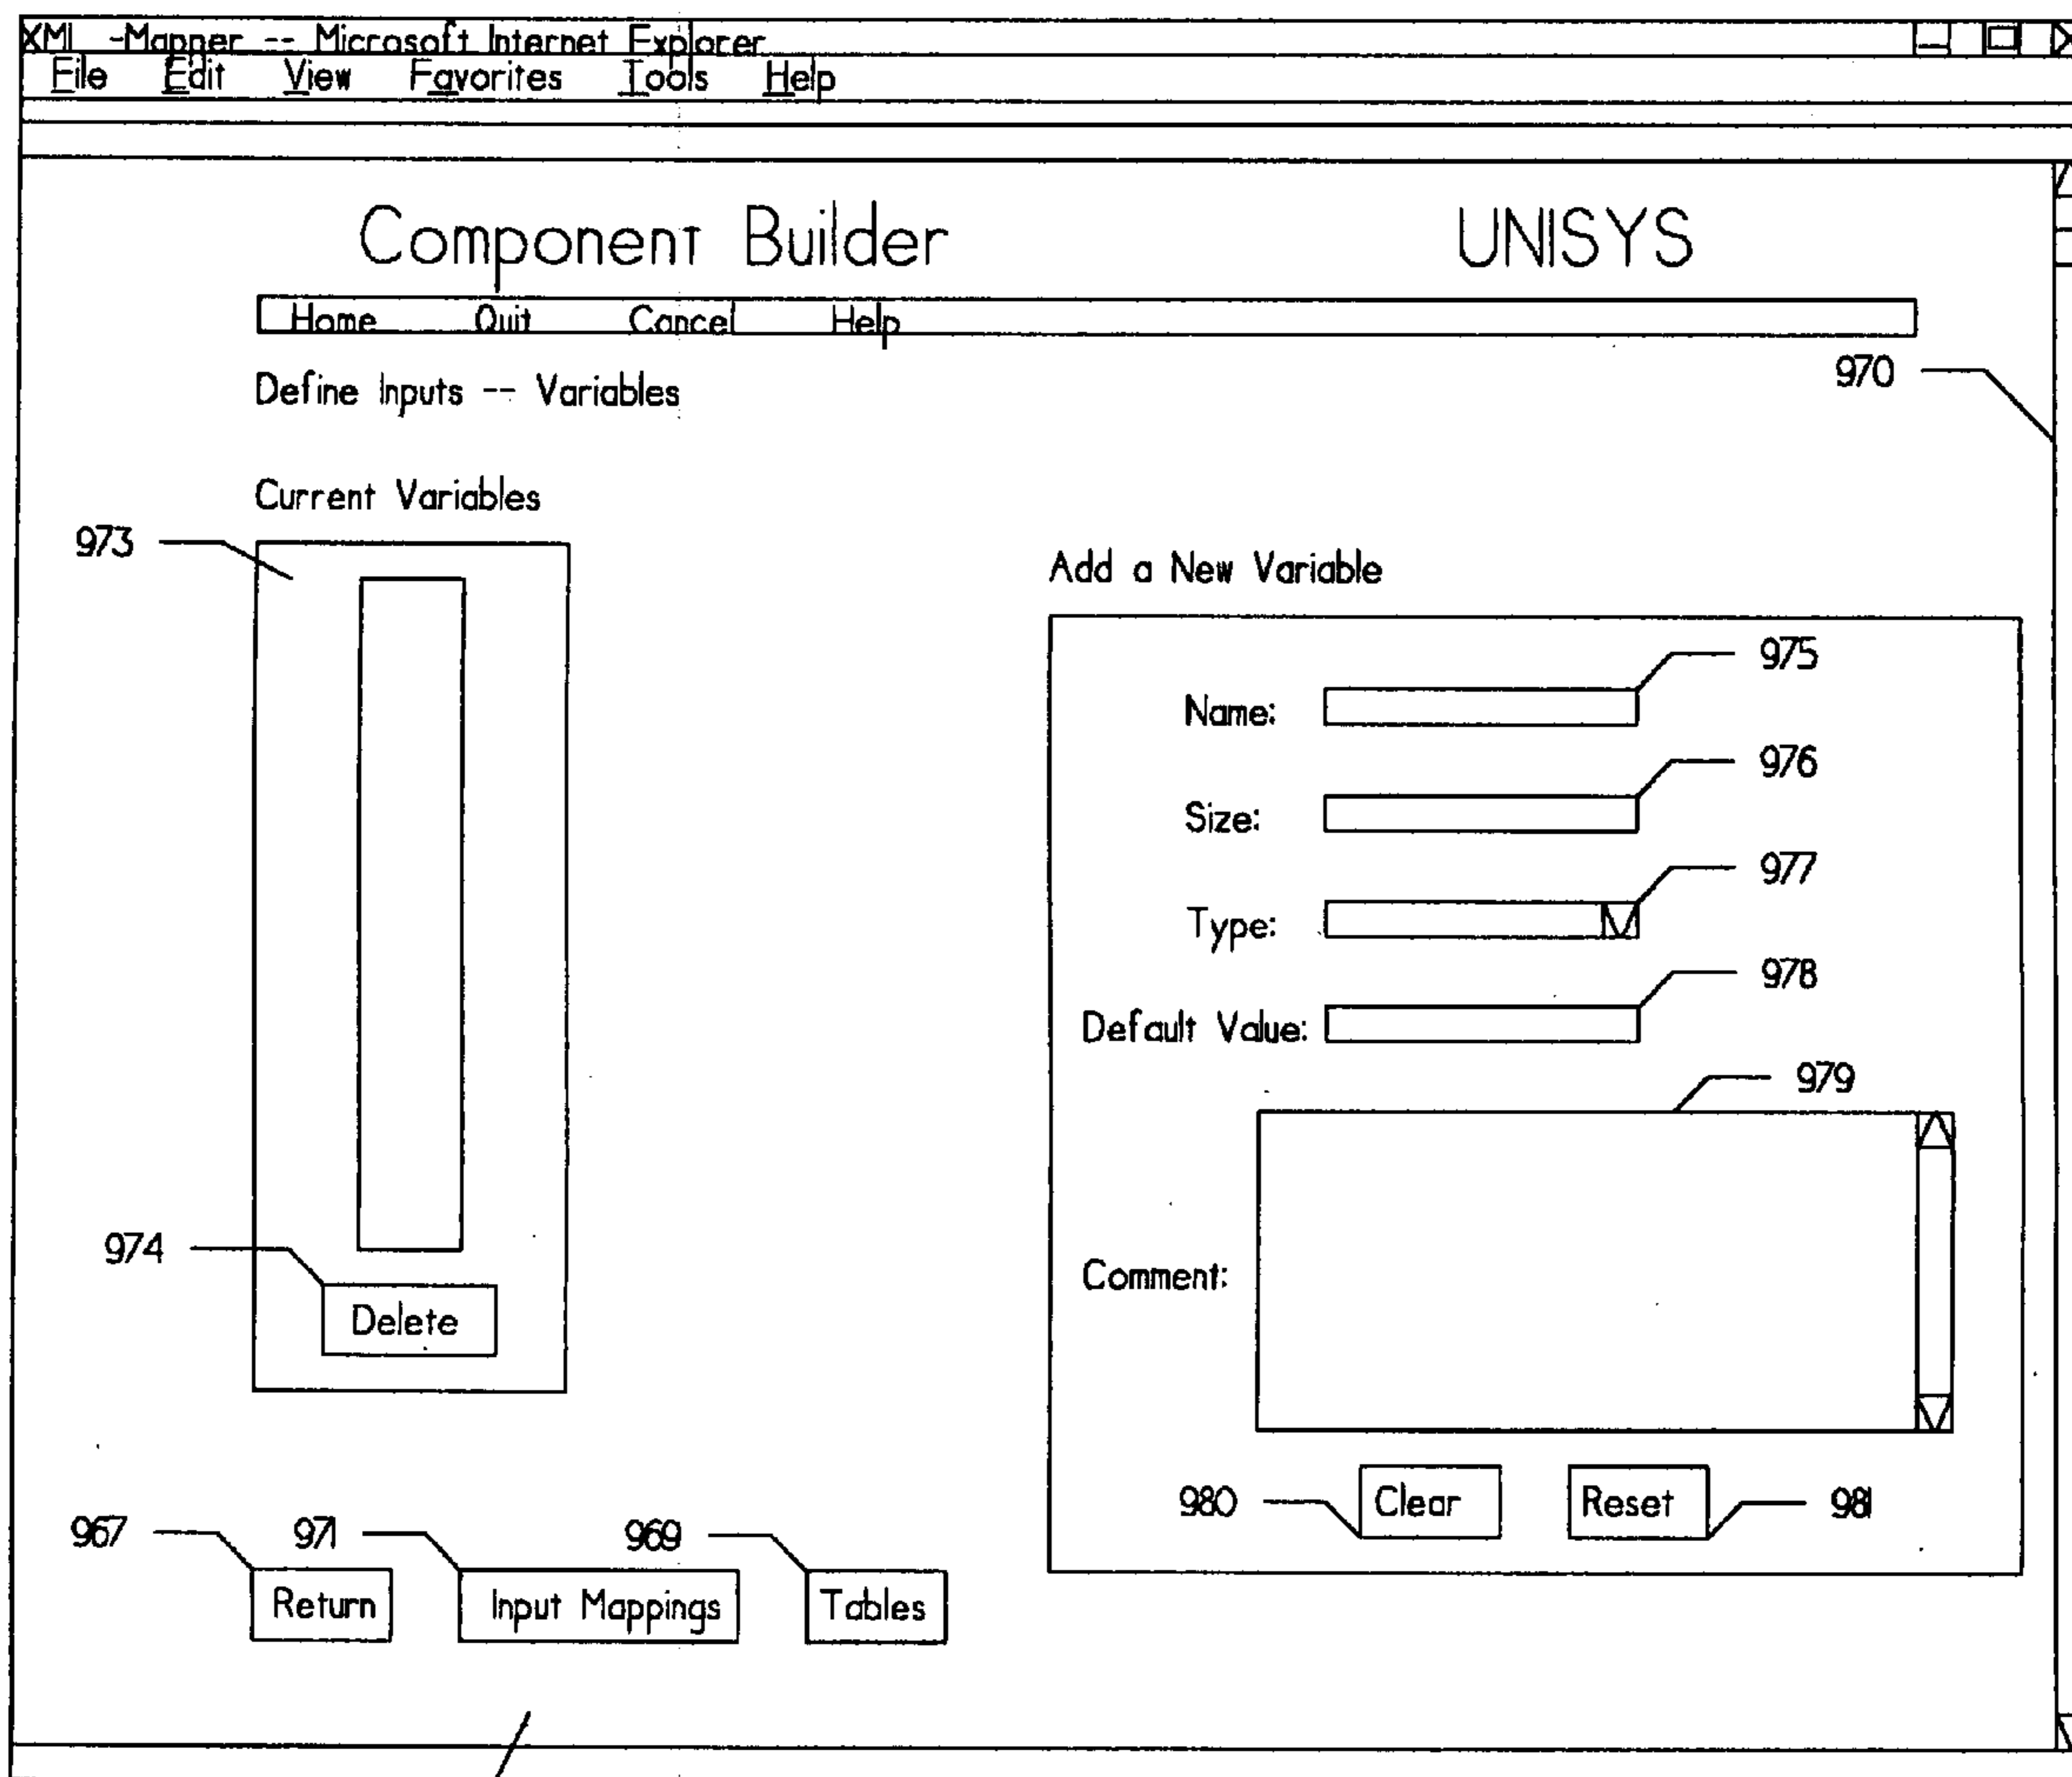 XML-Mapper -- Microsoft Internet Explorer
File Edit View Favorites Tools Help
Component Builder UNISYS
Home Quit Cancel Help
970
Define Inputs -- Variables
Current Variables
973
Add a New Variable
975
Name:
976
Size:
977
Type:
978
Default Value:
979
Comment:
974
Delete
980 Clear Reset 981
967 971 969
Return Input Mappings Tables